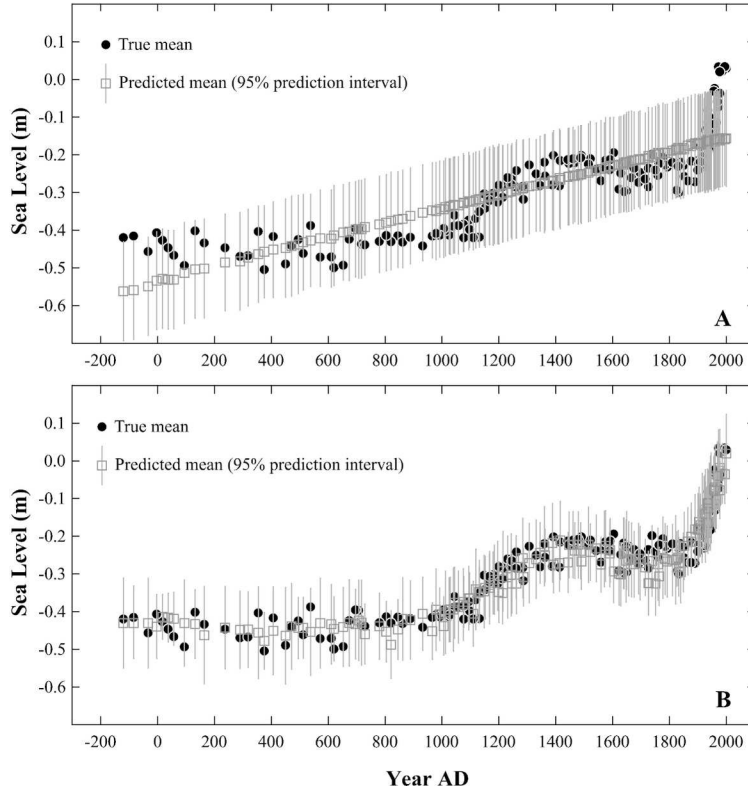 0.1
0.0
-0.1
-0.2
-0.3
-0.4
-0.5
-0.6
Sea Level (m)
True mean
Predicted mean (95% prediction interval)
A
-200 0 200 400 600 800 1000 1200 1400 1600 1800 2000
0.1
0.0
-0.1
-0.2
-0.3
-0.4
-0.5
-0.6
Sea Level (m)
True mean
Predicted mean (95% prediction interval)
B
-200 0 200 400 600 800 1000 1200 1400 1600 1800 2000
Year AD